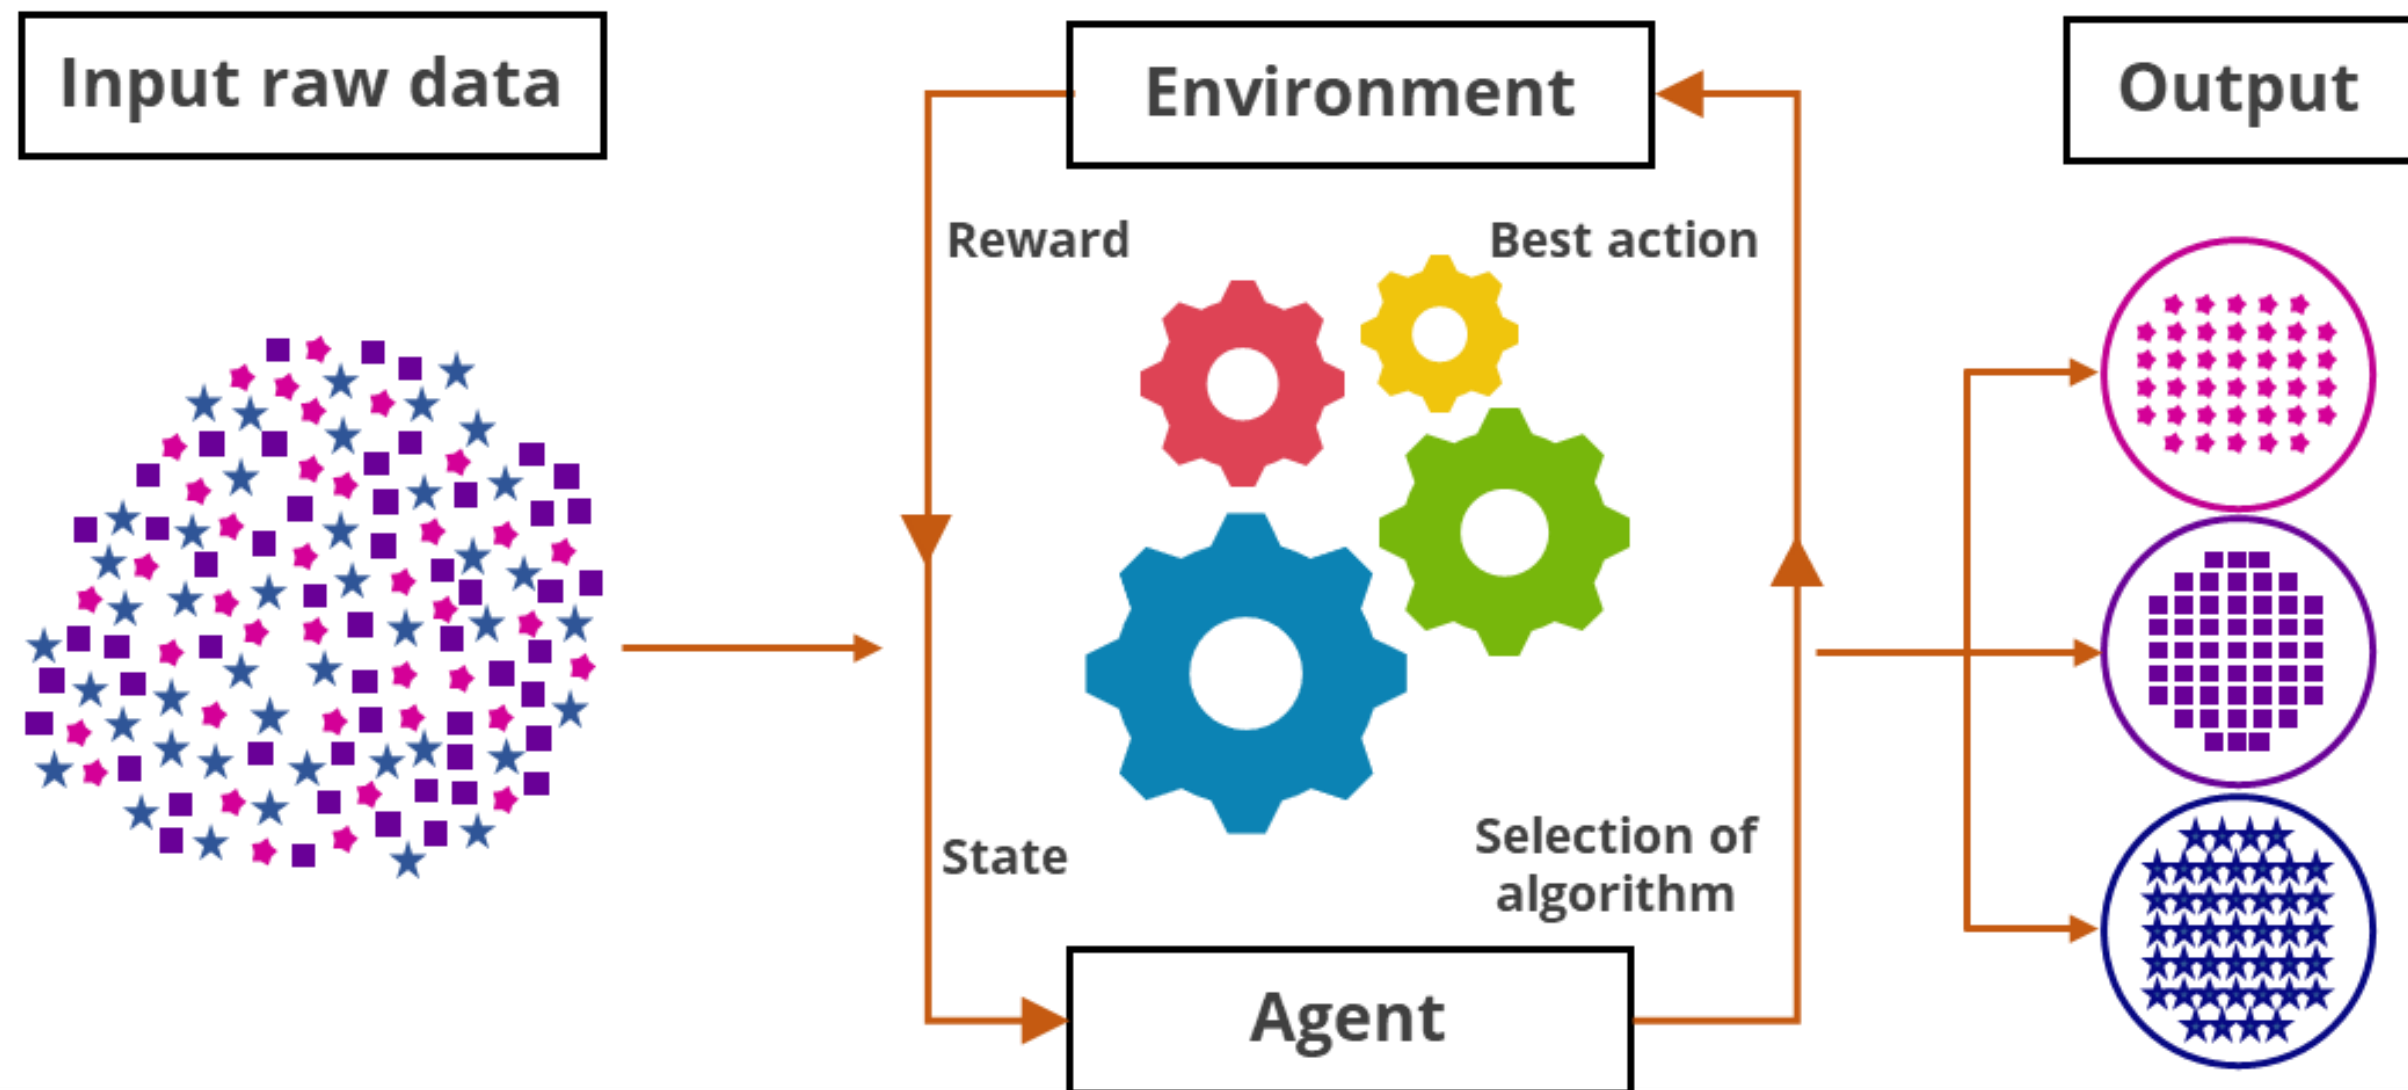 Input raw data
Environment
Output
Reward
Best action
State
Selection of
algorithm
Agent